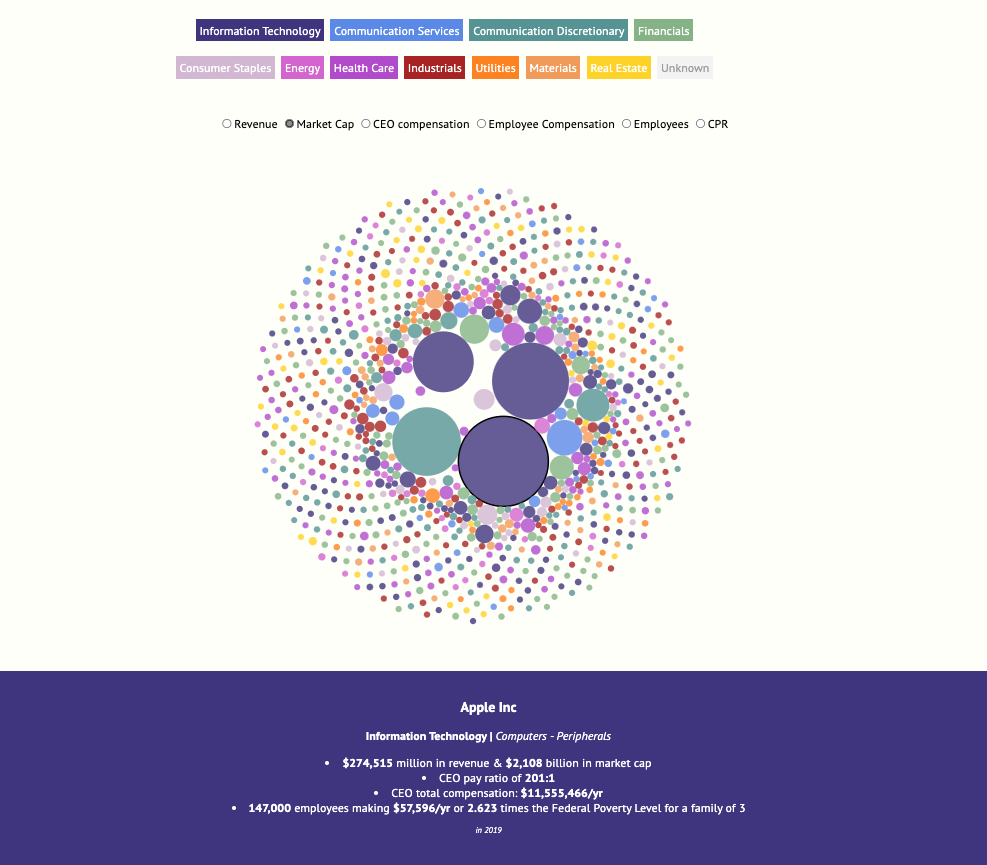 Information Technology Communication Services Communication Discretionary Financials
Consumer Staples Energy Health Care Industrials Utilities Materials Real Estate Unknown
Revenue Market Cap CEO compensation Employee Compensation Employees CPR
Apple Inc
Information Technology | Computers - Peripherals
• $274,515 million in revenue & $2,108 billion in market cap
• CEO pay ratio of 201:1
• CEO total compensation: $11,555,466/yr
• 147,000 employees making $57,596/yr or 2.623 times the Federal Poverty Level for a family of 3
in 2019